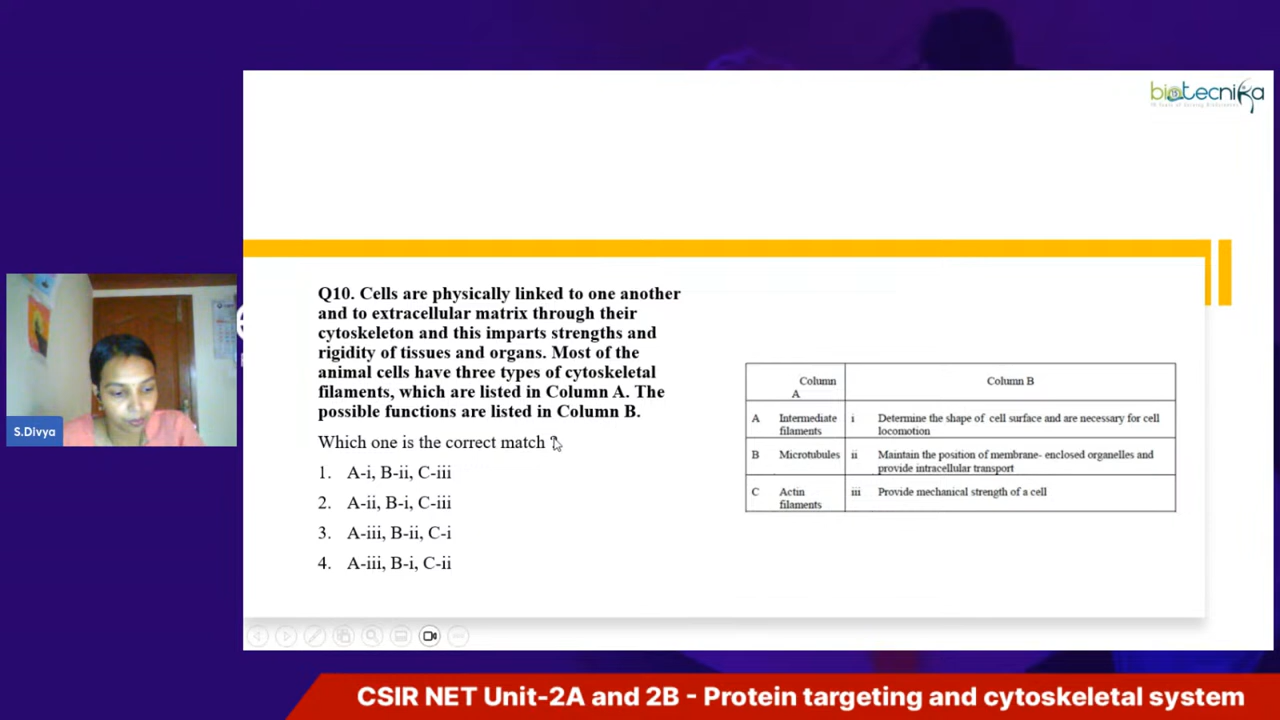 biotecnika
Q10. Cells are physically linked to one another
and to extracellular matrix through their
cytoskeleton and this imparts strengths and
rigidity of tissues and organs. Most of the
animal cells have three types of cytoskeletal
filaments, which are listed in Column A. The
possible functions are listed in Column B.
Which one is the correct match ?
1. A-i, B-ii, C-iii
2. A-ii, B-i, C-iii
3. A-iii, B-ii, C-i
4. A-iii, B-i, C-ii
Column
A
Column B
A Intermediate
filaments
i Determine the shape of cell surface and are necessary for cell
locomotion
B Microtubules
ii Maintain the position of membrane- enclosed organelles and
provide intracellular transport
C Actin
filaments
iii Provide mechanical strength of a cell
S.Divya
CSIR NET Unit-2A and 2B - Protein targeting and cytoskeletal system